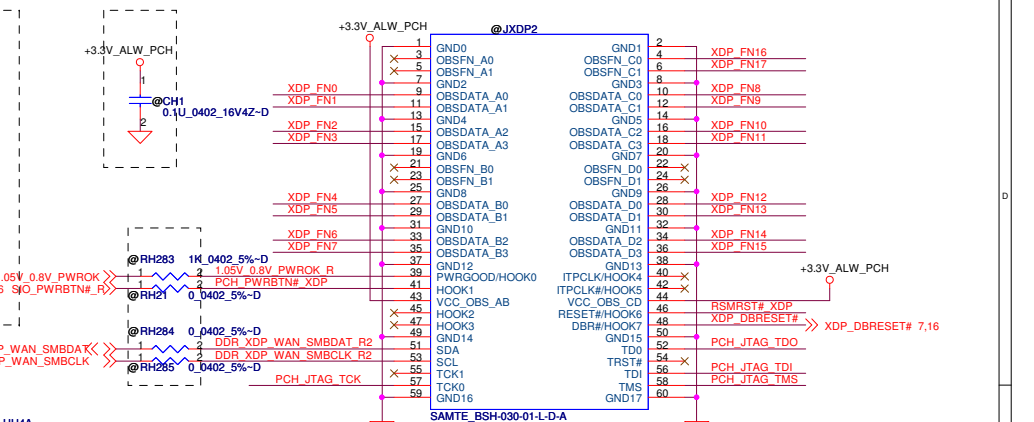 +3.3V_ALW_PCH
@JXDP2
+3.3V_ALW_PCH
1
@CH1
0.1U_0402_16V4Z~D
2
1 GND0 GND1 2
3 OBSFN_A0 OBSFN_C0 4 XDP_FN16
5 OBSFN_A1 OBSFN_C1 6 XDP_FN17
7 GND2 GND3 8
XDP_FN0 9 OBSDATA_A0 OBSDATA_C0 10 XDP_FN8
XDP_FN1 11 OBSDATA_A1 OBSDATA_C1 12 XDP_FN9
13 GND4 GND5 14
XDP_FN2 15 OBSDATA_A2 OBSDATA_C2 16 XDP_FN10
XDP_FN3 17 OBSDATA_A3 OBSDATA_C3 18 XDP_FN11
19 GND6 GND7 20
21 OBSFN_B0 OBSFN_D0 22
23 OBSFN_B1 OBSFN_D1 24
25 GND8 GND9 26
XDP_FN4 27 OBSDATA_B0 OBSDATA_D0 28 XDP_FN12
XDP_FN5 29 OBSDATA_B1 OBSDATA_D1 30 XDP_FN13
31 GND10 GND11 32
XDP_FN6 33 OBSDATA_B2 OBSDATA_D2 34 XDP_FN14
XDP_FN7 35 OBSDATA_B3 OBSDATA_D3 36 XDP_FN15
37 GND12 GND13 38
@RH283 1K_0402_5%~D
.05V_0.8V_PWROK 1 2 1.05V_0.8V_PWROK_R 39 PWRGOOD/HOOK0 ITPCLK/HOOK4 40
6 SIO_PWRBTN#_R 1 2 PCH_PWRBTN#_XDP 41 HOOK1 ITPCLK#/HOOK5 42
@RH21 0_0402_5%~D
+3.3V_ALW_PCH
43 VCC_OBS_AB VCC_OBS_CD 44
45 HOOK2 RESET#/HOOK6 46 RSMRST#_XDP
47 HOOK3 DBR#/HOOK7 48 XDP_DBRESET# XDP_DBRESET# 7,16
@RH284 0_0402_5%~D
49 GND14 GND15 50
P_WAN_SMBDAT 1 2 DDR_XDP_WAN_SMBDAT_R2 51 SDA TD0 52 PCH_JTAG_TDO
P_WAN_SMBCLK 1 2 DDR_XDP_WAN_SMBCLK_R2 53 SCL TRST# 54
@RH285 0_0402_5%~D
55 TCK1 TDI 56 PCH_JTAG_TDI
PCH_JTAG_TCK 57 TCK0 TMS 58 PCH_JTAG_TMS
59 GND16 GND17 60
SAMTE_BSH-030-01-L-D-A
D